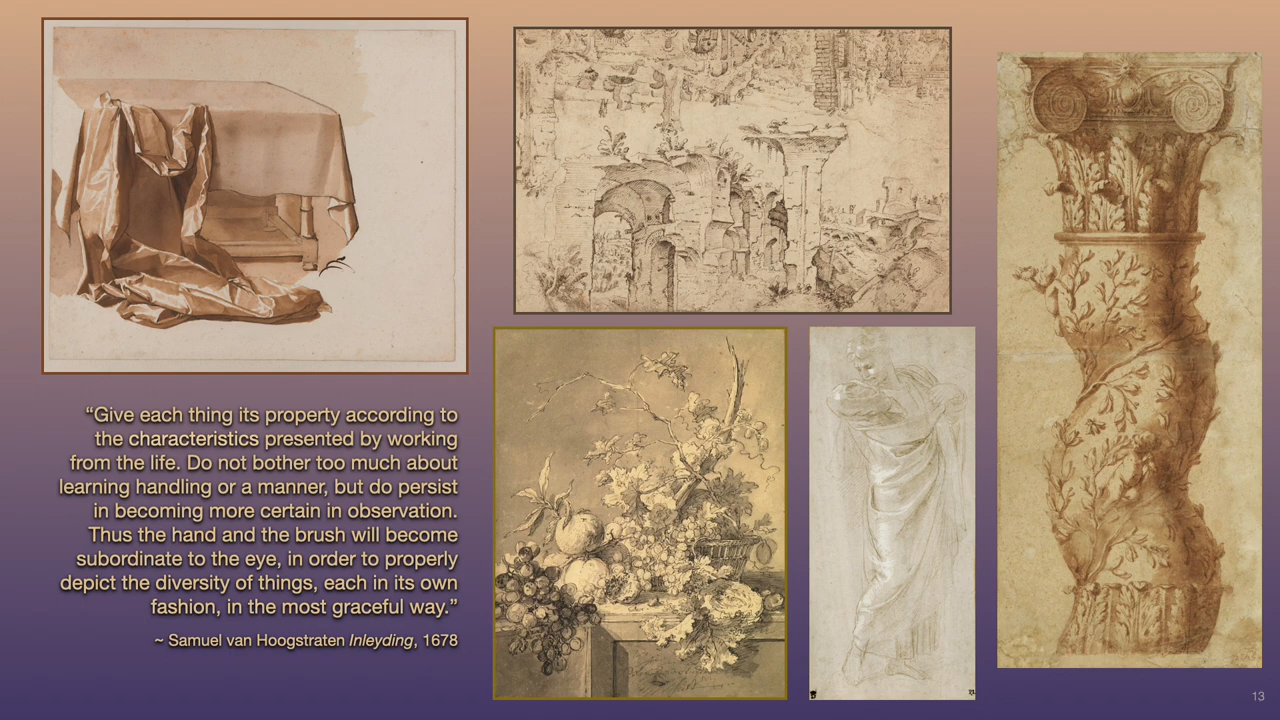 “Give each thing its property according to
the characteristics presented by working
from the life. Do not bother too much about
learning handling or a manner, but do persist
in becoming more certain in observation.
Thus the hand and the brush will become
subordinate to the eye, in order to properly
depict the diversity of things, each in its own
fashion, in the most graceful way.”
~ Samuel van Hoogstraten Inleyding, 1678
13